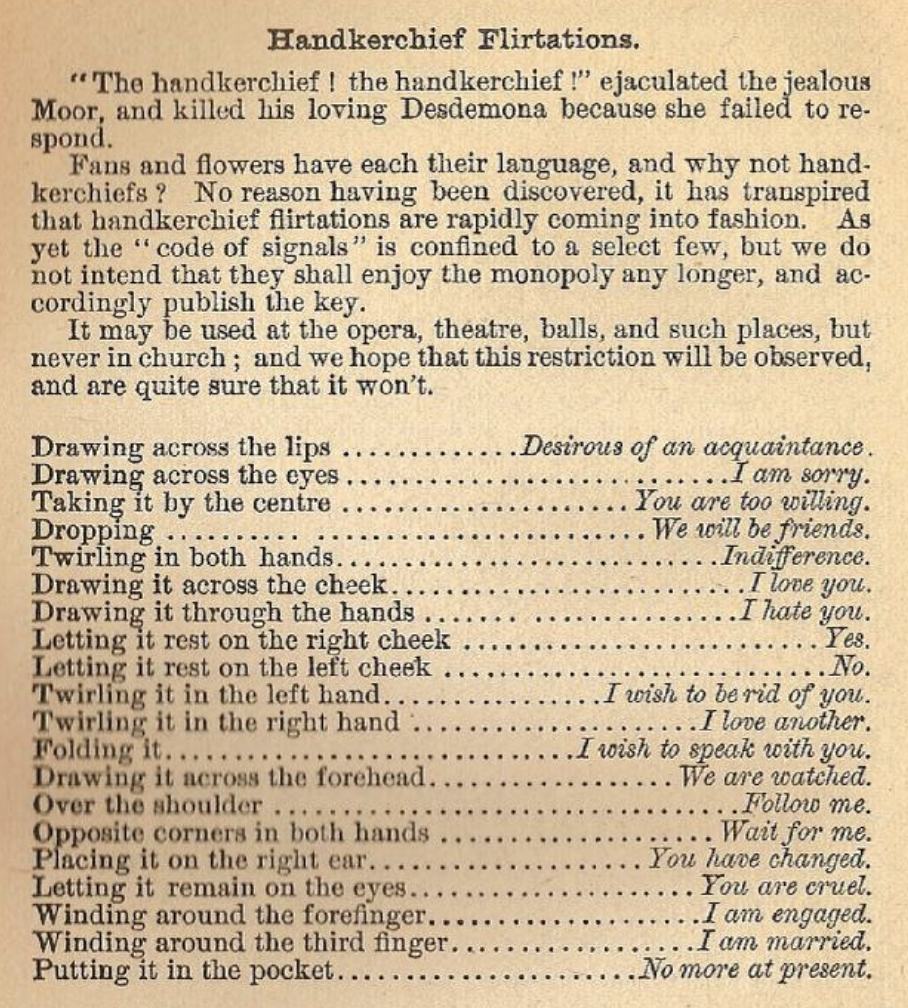 Handkerchief Flirtations.
"The handkerchief ! the handkerchief !" ejaculated the jealous
Moor, and killed his loving Desdemona because she failed to re-
spond.
Fans and flowers have each their language, and why not hand-
kerchiefs ? No reason having been discovered, it has transpired
that handkerchief flirtations are rapidly coming into fashion. As
yet the "code of signals" is confined to a select few, but we do
not intend that they shall enjoy the monopoly any longer, and ac-
cordingly publish the key.
It may be used at the opera, theatre, balls, and such places, but
never in church ; and we hope that this restriction will be observed,
and are quite sure that it won't.
Drawing across the lips .............Desirous of an acquaintance.
Drawing across the eyes ............................I am sorry.
Taking it by the centre .....................You are too willing.
Dropping .......... ..........................We will be friends.
Twirling in both hands............................Indifference.
Drawing it across the cheek..........................I love you.
Drawing it through the hands ....... ................I hate you.
Letting it rest on the right cheek ..........................Yes.
Letting it rest on the left cheek ............................No.
Twirling it in the left hand................I wish to be rid of you.
Twirling it in the right hand .....................I love another.
Folding it..............................I wish to speak with you.
Drawing it across the forehead..................We are watched.
Over the shoulder ..................................Follow me.
Opposite corners in both hands ....................Wait for me.
Placing it on the right ear....................You have changed.
Letting it remain on the eyes.....................You are cruel.
Winding around the forefinger....................I am engaged.
Winding around the third finger..................I am married.
Putting it in the pocket......................No more at present.